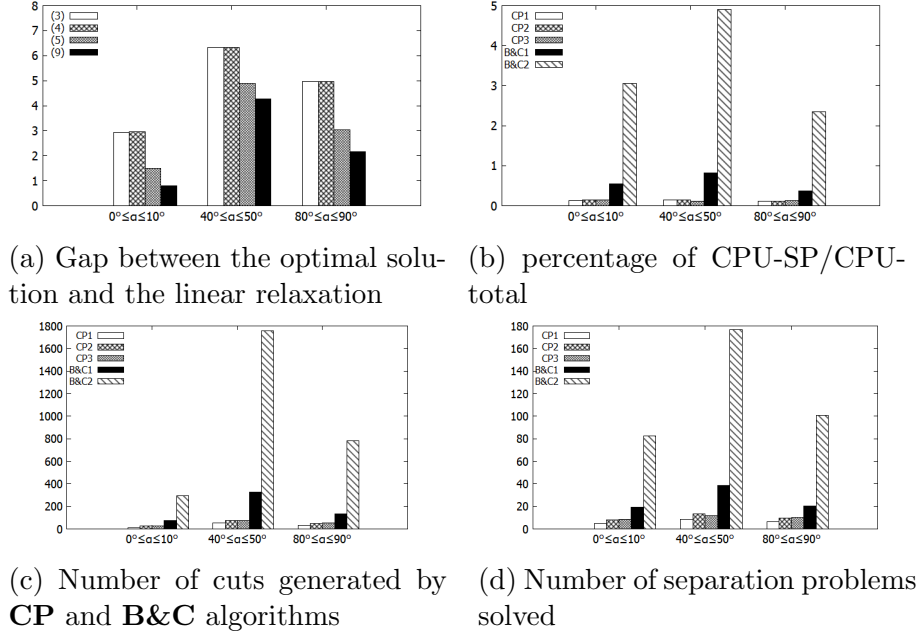 8
7
6
5
4
3
2
1
0
(3)
(4)
(5)
(9)
0°≤α≤10°
40°≤α≤50°
80°≤α≤90°
5
4
3
2
1
0
CP1
CP2
CP3
B&C1
B&C2
0°≤α≤10°
40°≤α≤50°
80°≤α≤90°
(a) Gap between the optimal solu-
tion and the linear relaxation
(b) percentage of CPU-SP/CPU-
total
1800
1600
1400
1200
1000
800
600
400
200
0
CP1
CP2
CP3
B&C1
B&C2
0°≤α≤10°
40°≤α≤50°
80°≤α≤90°
180
160
140
120
100
80
60
40
20
0
CP1
CP2
CP3
B&C1
B&C2
0°≤α≤10°
40°≤α≤50°
80°≤α≤90°
(c) Number of cuts generated by
CP and B&C algorithms
(d) Number of separation problems
solved